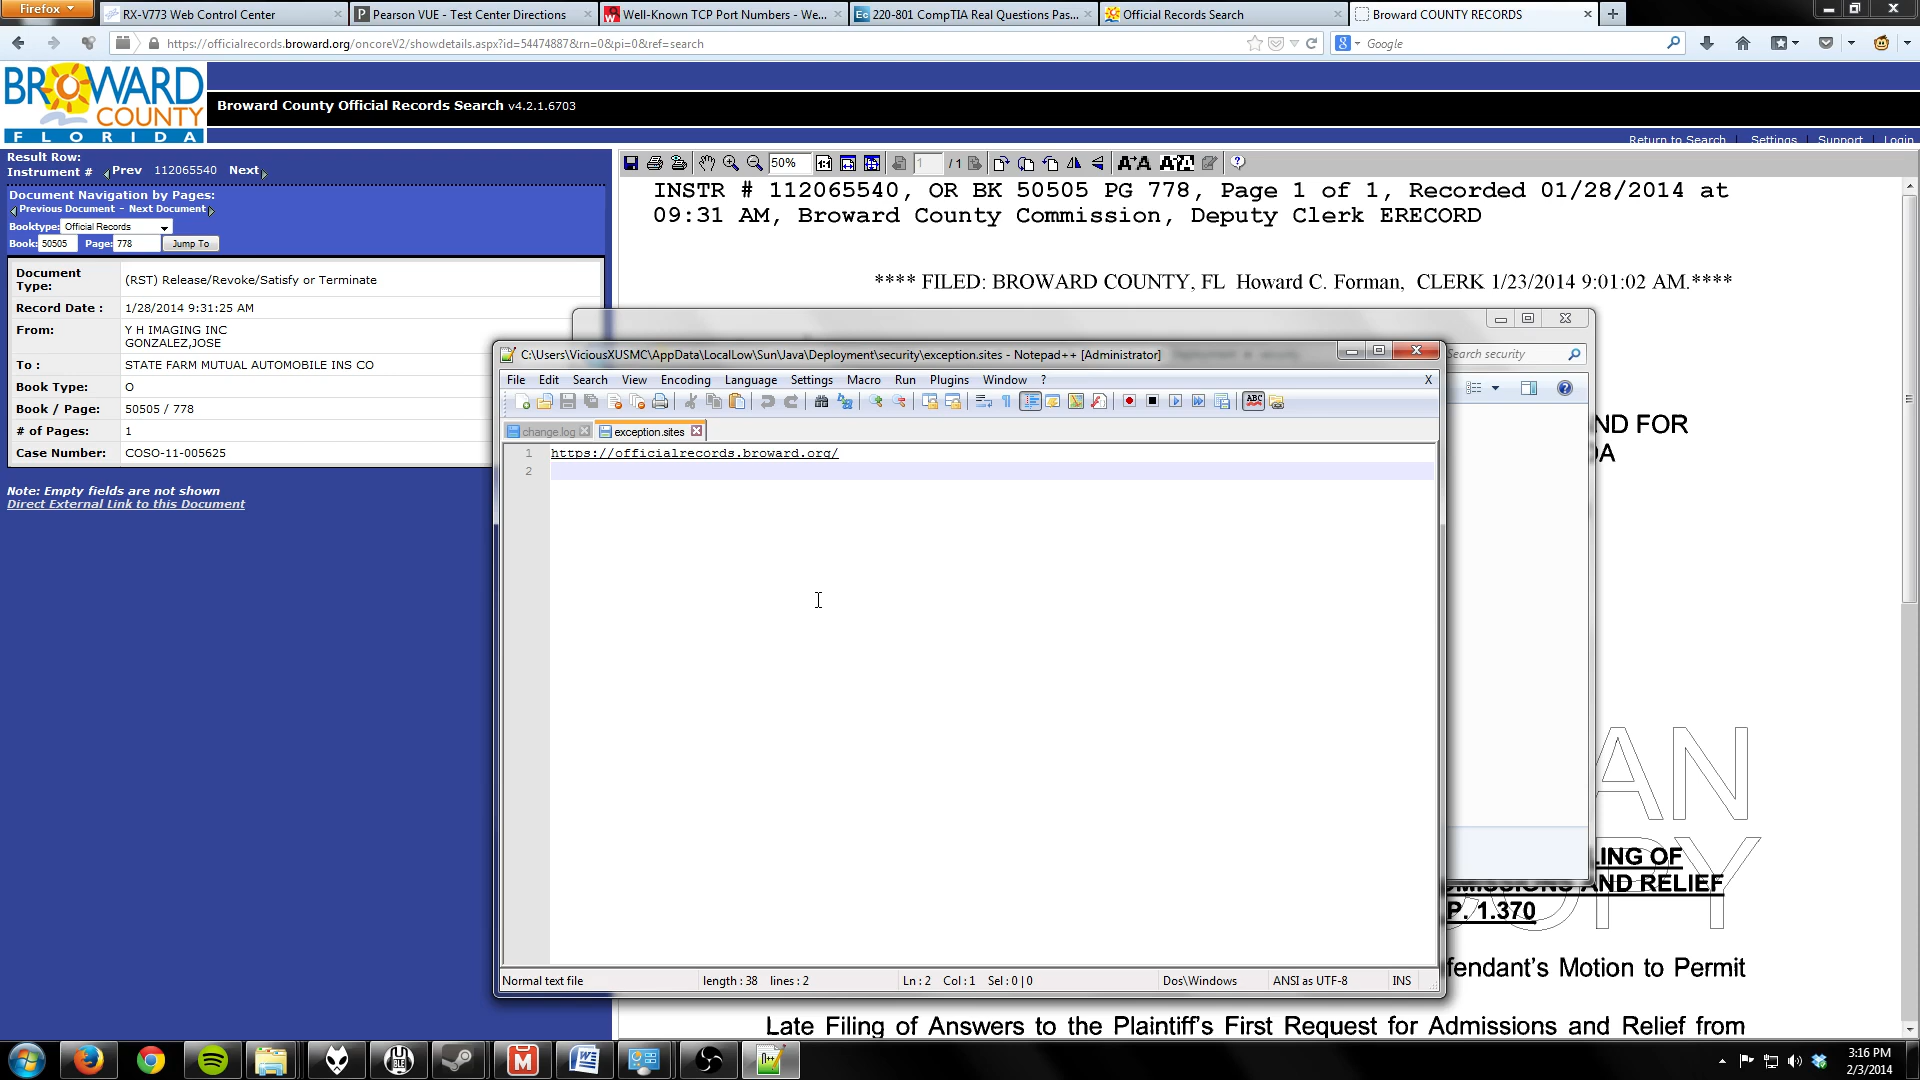 Firefox
RX-V773 Web Control Center
Pearson VUE - Test Center Directions
Well-Known TCP Port Numbers - We...
220-801 CompTIA Real Questions Pas...
Official Records Search
Broward COUNTY RECORDS
https://officialrecords.broward.org/oncoreV2/showdetails.aspx?id=54474887&rn=0&pi=0&ref=search
Google
BROWARD
COUNTY
FLORIDA
Broward County Official Records Search v4.2.1.6703
Return to Search Settings Support Login
Result Row:
Instrument # Prev 112065540 Next
Document Navigation by Pages:
Previous Document - Next Document
Booktype: Official Records
Book: 50505 Page: 778 Jump To
Document Type: (RST) Release/Revoke/Satisfy or Terminate
Record Date : 1/28/2014 9:31:25 AM
From: Y H IMAGING INC
GONZALEZ,JOSE
To : STATE FARM MUTUAL AUTOMOBILE INS CO
Book Type: O
Book / Page: 50505 / 778
# of Pages: 1
Case Number: COSO-11-005625
Note: Empty fields are not shown
Direct External Link to this Document
50% 1 / 1
INSTR # 112065540, OR BK 50505 PG 778, Page 1 of 1, Recorded 01/28/2014 at
09:31 AM, Broward County Commission, Deputy Clerk ERECORD
**** FILED: BROWARD COUNTY, FL Howard C. Forman, CLERK 1/23/2014 9:01:02 AM.****
Search security
C:\Users\ViciousXUSMC\AppData\LocalLow\Sun\Java\Deployment\security\exception.sites - Notepad++ [Administrator]
File Edit Search View Encoding Language Settings Macro Run Plugins Window ? X
change.log exception.sites
1 https://officialrecords.broward.org/
2
Normal text file length : 38 lines : 2 Ln : 2 Col : 1 Sel : 0 | 0 Dos\Windows ANSI as UTF-8 INS
ND FOR
A
AN
COPY
ING OF
AND RELIEF
P. 1.370
fendant's Motion to Permit
Late Filing of Answers to the Plaintiff's First Request for Admissions and Relief from
3:16 PM
2/3/2014